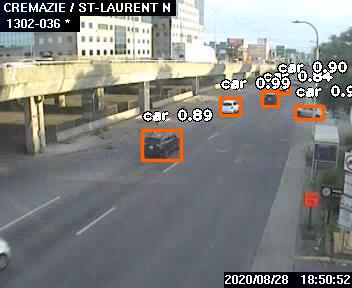 CREMAZIE / ST-LAURENT N
1302-036 *
car 0.90
car 0.84
car 0.99
car 0.9
car 0.89
2020/08/28 18:50:52